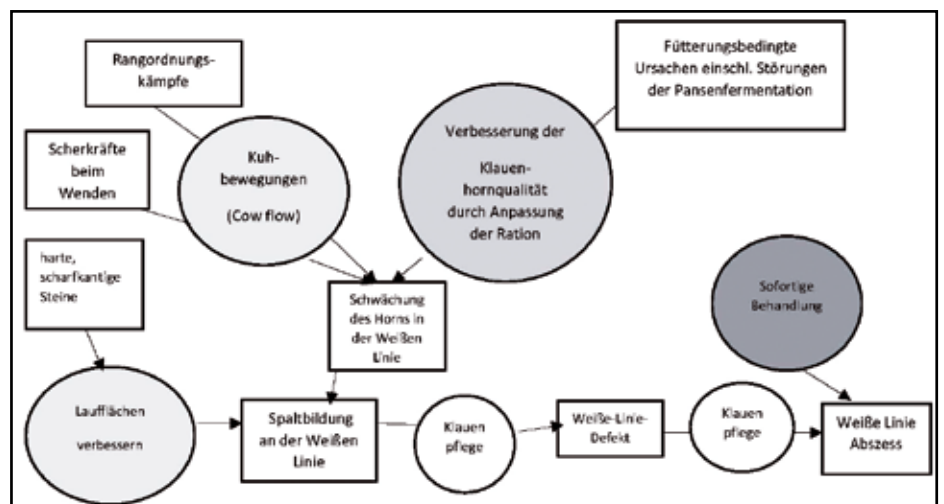 Rangordnungs-
kämpfe
Fütterungsbedingte
Ursachen einschl. Störungen
der Pansenfermentation
Scherkräfte
beim
Wenden
Kuh-
bewegungen
(Cow flow)
Verbesserung der
Klauen-
hornqualität
durch Anpassung
der Ration
harte,
scharfkantige
Steine
Schwächung
des Horns in
der Weißen
Linie
Sofortige
Behandlung
Laufflächen
verbessern
Spaltbildung
an der Weißen
Linie
Klauen
pflege
Weiße-Linie-
Defekt
Klauen
pflege
Weiße Linie
Abszess